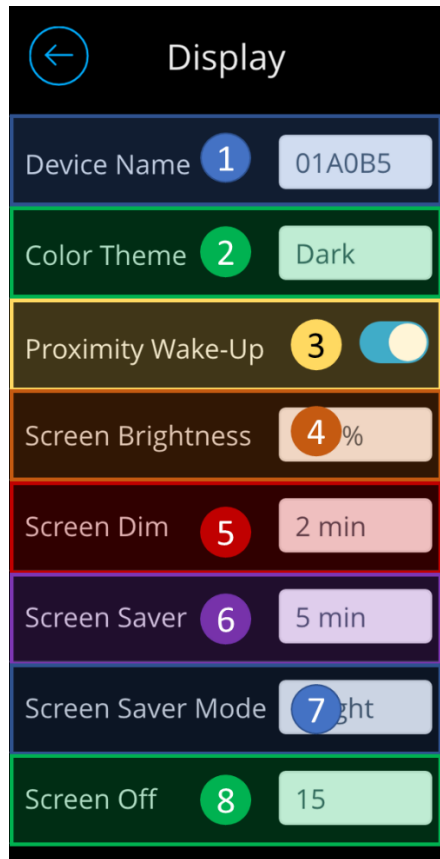 Display
Device Name 1 01A0B5
Color Theme 2 Dark
Proximity Wake-Up 3
Screen Brightness 4 %
Screen Dim 5 2 min
Screen Saver 6 5 min
Screen Saver Mode 7
Screen Off 8 15